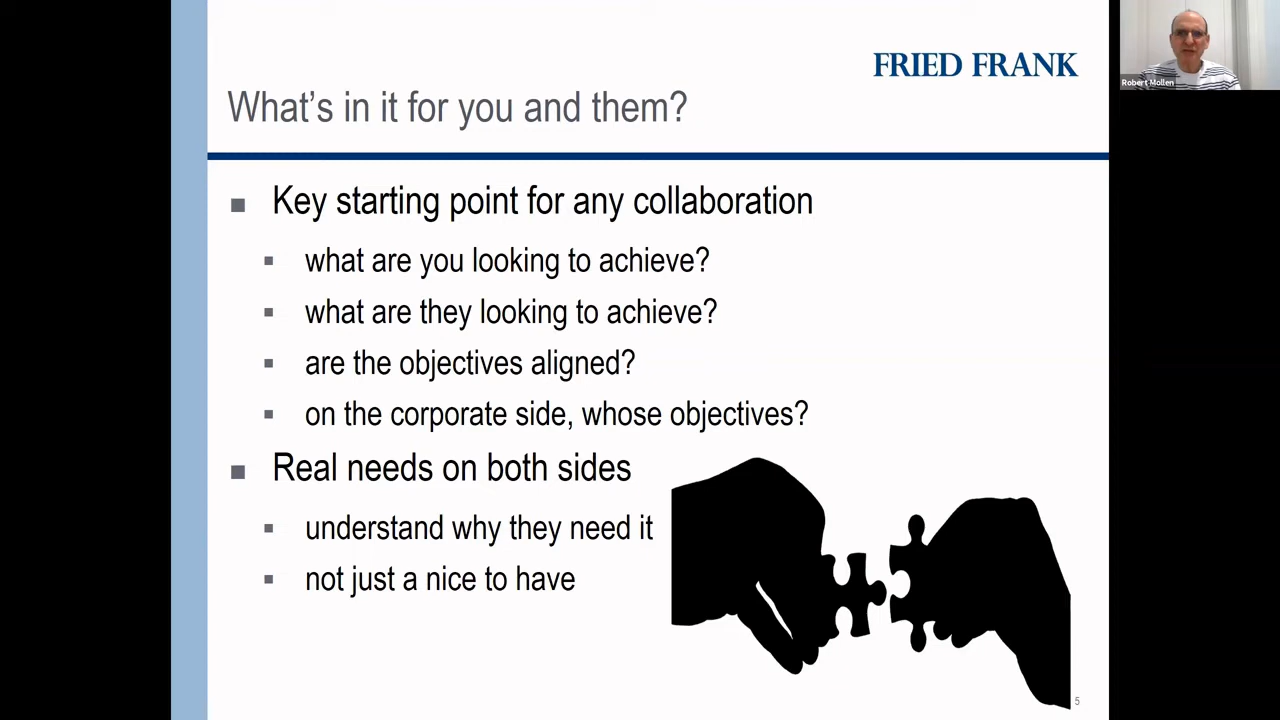 FRIED FRANK
Robert Mollen
What's in it for you and them?
Key starting point for any collaboration
what are you looking to achieve?
what are they looking to achieve?
are the objectives aligned?
on the corporate side, whose objectives?
Real needs on both sides
understand why they need it
not just a nice to have
5